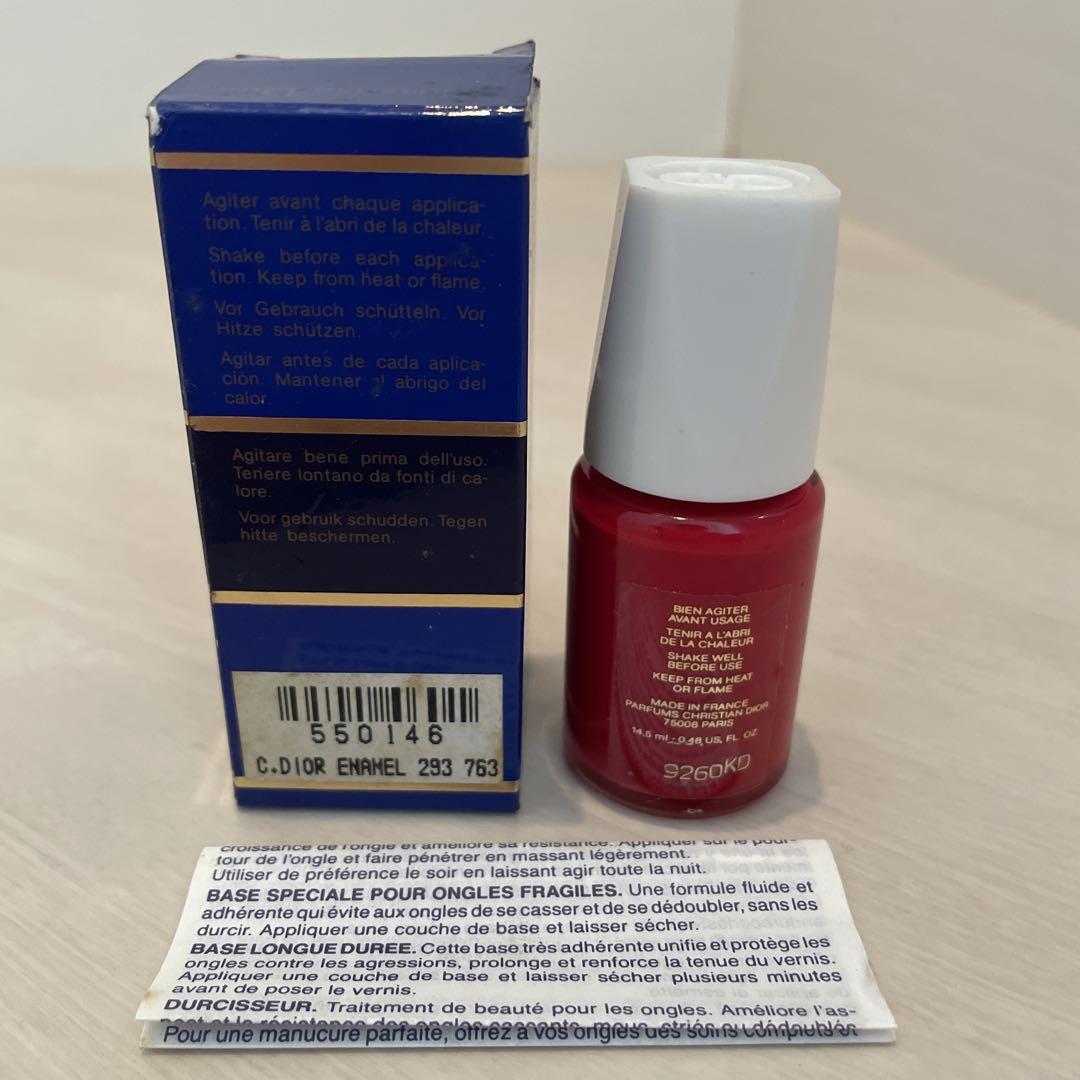 Agiter avant chaque applica-
tion. Tenir à l'abri de la chaleur.
Shake before each applica-
tion. Keep from heat or flame.
Vor Gebrauch schütteln. Vor
Hitze schützen.
Agitar antes de cada aplica-
ción. Mantener al abrigo del
calor.
Agitare bene prima dell'uso.
Tenere lontano da fonti di ca-
lore.
Voor gebruik schudden. Tegen
hitte beschermen.
550146
C.DIOR ENAMEL 293 763
BIEN AGITER
AVANT USAGE
TENIR A L'ABRI
DE LA CHALEUR
SHAKE WELL
BEFORE USE
KEEP FROM HEAT
OR FLAME
MADE IN FRANCE
PARFUMS CHRISTIAN DIOR
75008 PARIS
14.5 ml - 0.48 US. FL. OZ
9260KD
croissance de l'ongle et améliore sa résistance. Appliquer sur le pour-
tour de l'ongle et faire pénétrer en massant légèrement.
Utiliser de préférence le soir en laissant agir toute la nuit.
BASE SPECIALE POUR ONGLES FRAGILES. Une formule fluide et
adhérente qui évite aux ongles de se casser et de se dédoubler, sans les
durcir. Appliquer une couche de base et laisser sécher.
BASE LONGUE DUREE. Cette base très adhérente unifie et protège les
ongles contre les agressions, prolonge et renforce la tenue du vernis.
Appliquer une couche de base et laisser sécher plusieurs minutes
avant de poser le vernis.
DURCISSEUR. Traitement de beauté pour les ongles. Améliore l'as-
Pour une manucure parfaite, offrez à vos ongles des soins complets et